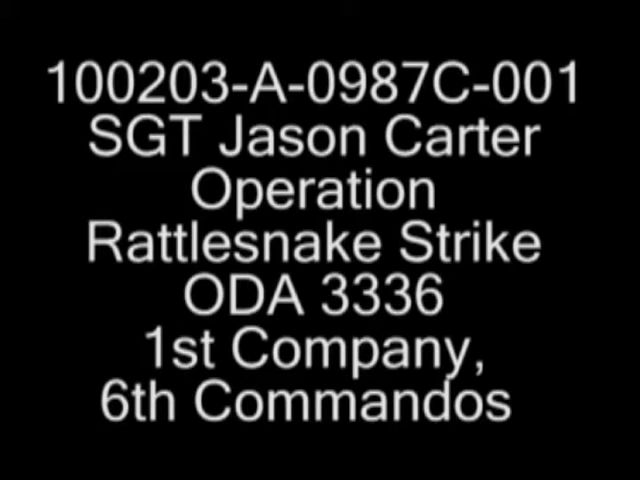 100203-A-0987C-001
SGT Jason Carter
Operation
Rattlesnake Strike
ODA 3336
1st Company,
6th Commandos